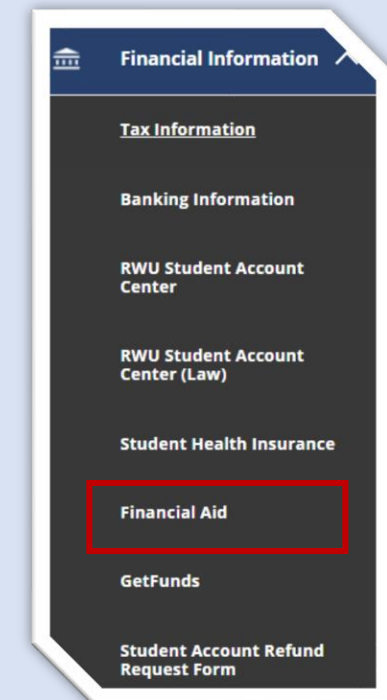 Financial Information
Tax Information
Banking Information
RWU Student Account
Center
RWU Student Account
Center (Law)
Student Health Insurance
Financial Aid
GetFunds
Student Account Refund
Request Form